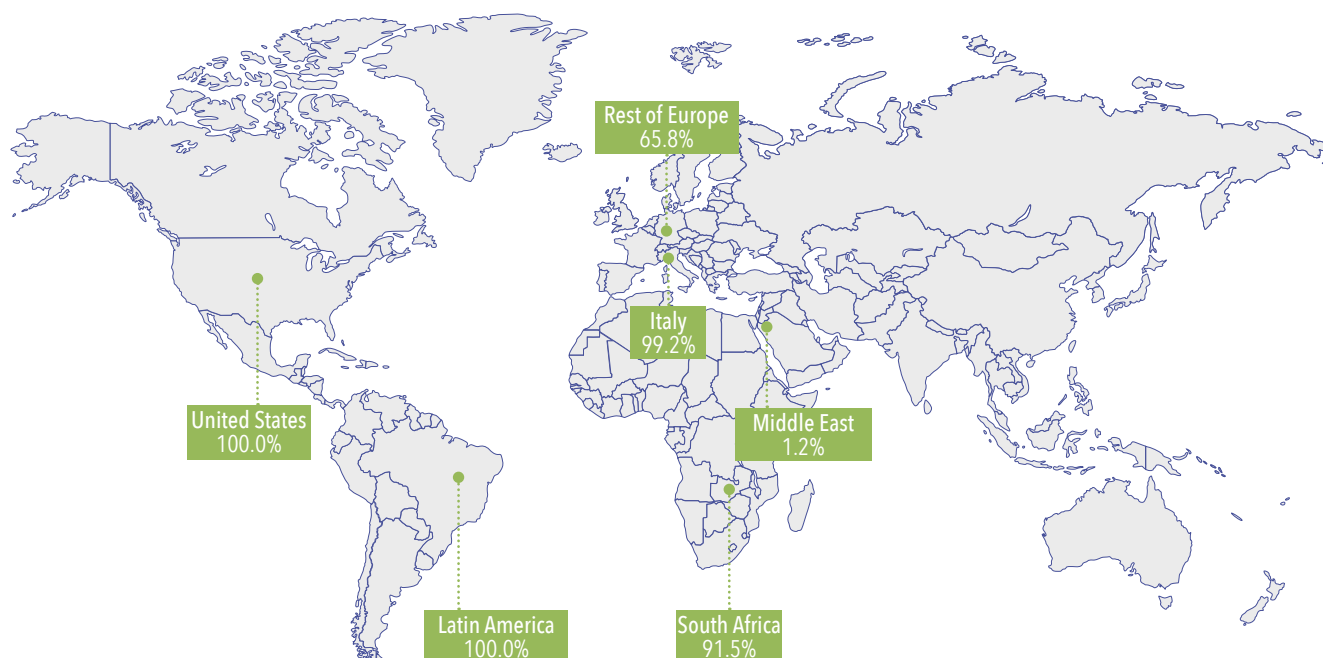 Rest of Europe
65.8%
Italy
99.2%
United States
100.0%
Middle East
1.2%
Latin America
100.0%
South Africa
91.5%